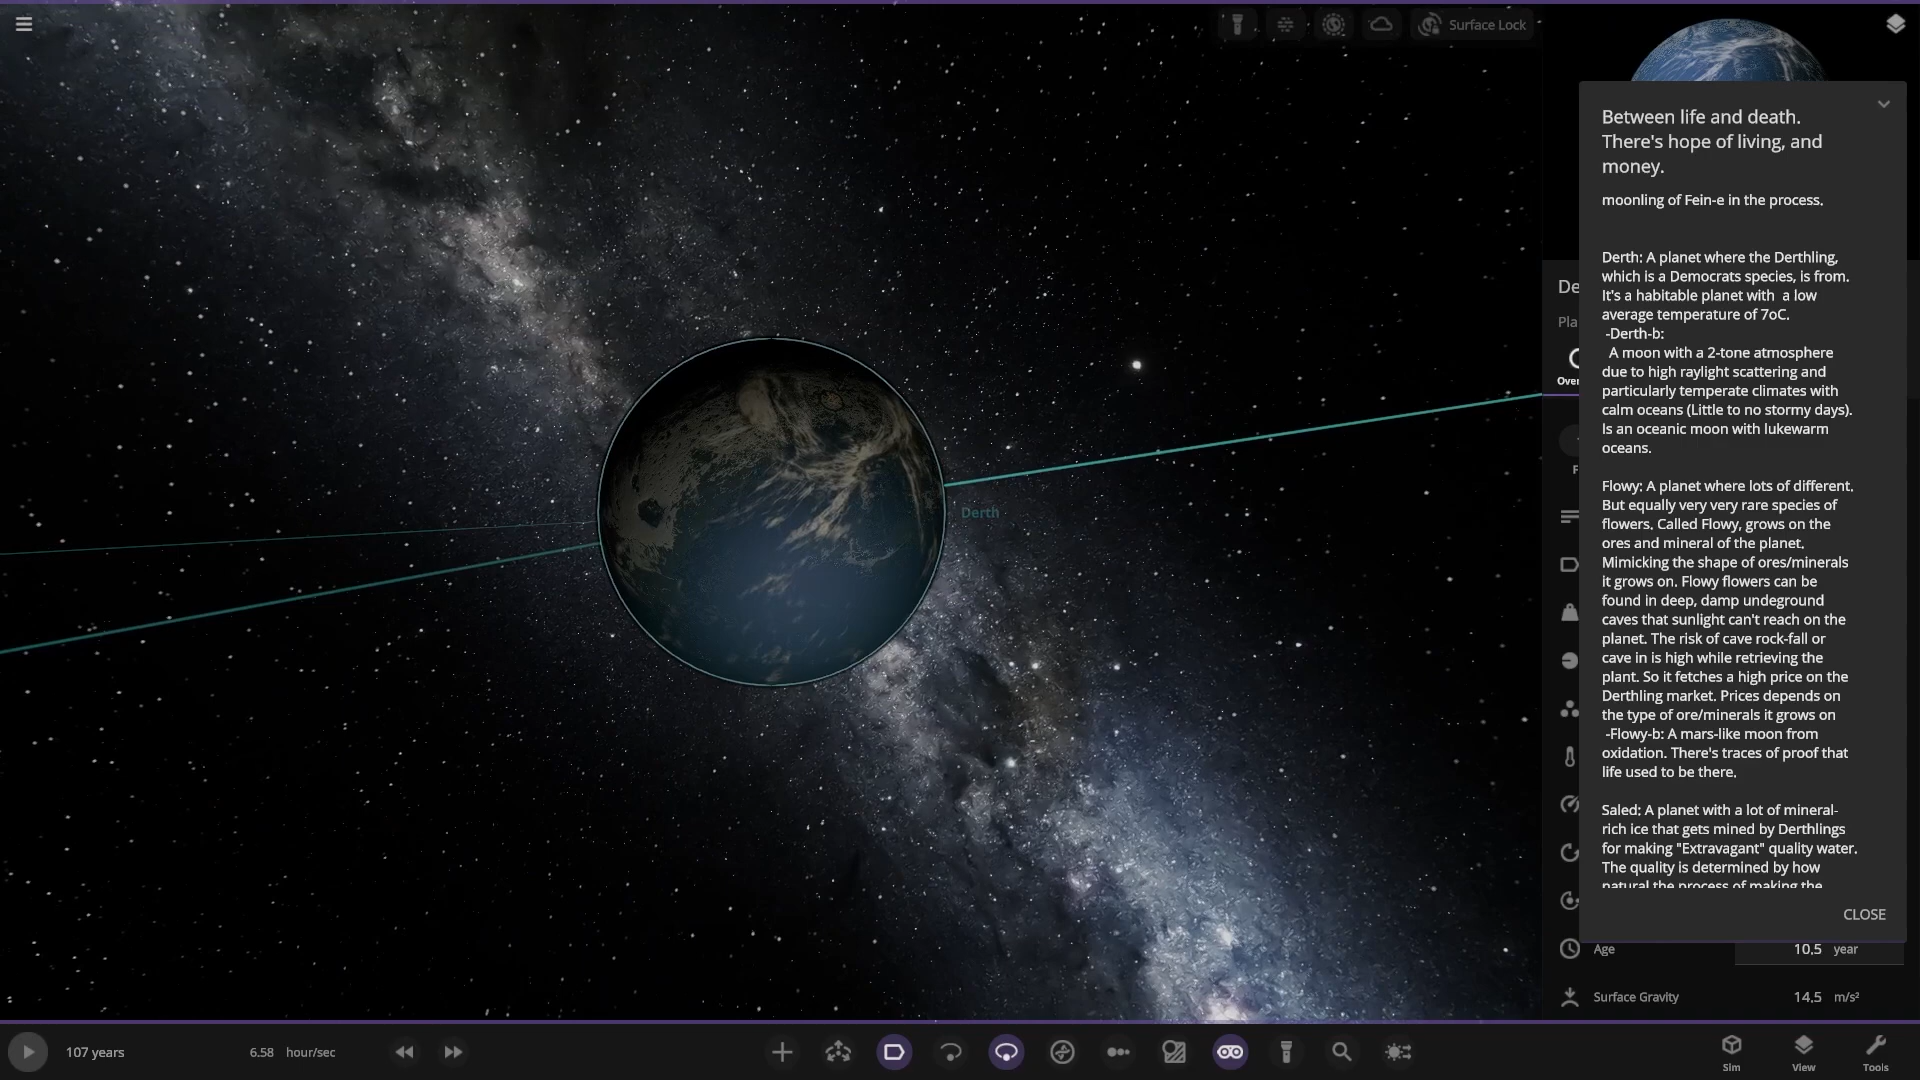 Surface Lock
Between life and death.
There's hope of living, and
money.
moonling of Fein-e in the process.
Derth: A planet where the Derthling,
which is a Democrats species, is from.
It's a habitable planet with  a low
average temperature of 7oC.
-Derth-b:
A moon with a 2-tone atmosphere
due to high raylight scattering and
particularly temperate climates with
calm oceans (Little to no stormy days).
Is an oceanic moon with lukewarm
oceans.
Flowy: A planet where lots of different.
But equally very very rare species of
flowers. Called Flowy, grows on the
ores and mineral of the planet.
Mimicking the shape of ores/minerals
it grows on. Flowy flowers can be
found in deep, damp undeground
caves that sunlight can't reach on the
planet. The risk of cave rock-fall or
cave in is high while retrieving the
plant. So it fetches a high price on the
Derthling market. Prices depends on
the type of ore/minerals it grows on
-Flowy-b: A mars-like moon from
oxidation. There's traces of proof that
life used to be there.
Saled: A planet with a lot of mineral-
rich ice that gets mined by Derthlings
for making "Extravagant" quality water.
The quality is determined by how
natural the process of making the
CLOSE
De
Pla
Over
F
Derth
Age 10.5 year
Surface Gravity 14.5 m/s²
107 years 6.58 hour/sec
Sim View Tools